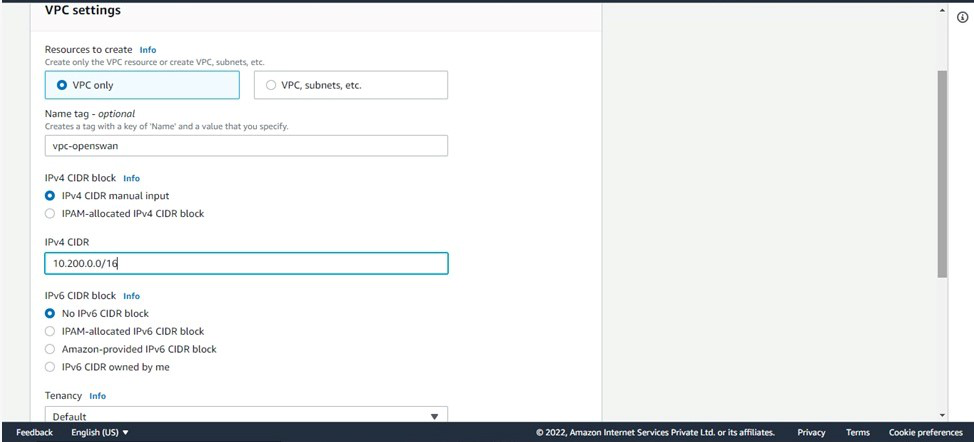 VPC settings
Resources to create Info
Create only the VPC resource or create VPC, subnets, etc.
VPC only
VPC, subnets, etc.
Name tag - optional
Creates a tag with a key of 'Name' and a value that you specify.
vpc-openswan
IPv4 CIDR block Info
IPv4 CIDR manual input
IPAM-allocated IPv4 CIDR block
IPv4 CIDR
10.200.0.0/16
IPv6 CIDR block Info
No IPv6 CIDR block
IPAM-allocated IPv6 CIDR block
Amazon-provided IPv6 CIDR block
IPv6 CIDR owned by me
Tenancy Info
Default
Feedback English (US) © 2022, Amazon Internet Services Private Ltd. or its affiliates. Privacy Terms Cookie preferences